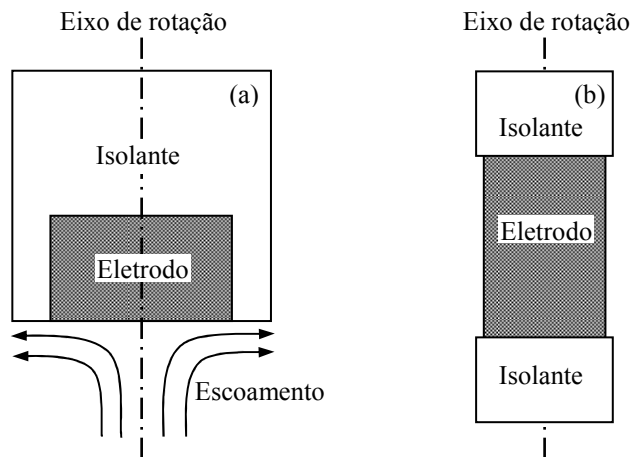 Eixo de rotação
(a)
Isolante
Eletrodo
Escoamento
Eixo de rotação
(b)
Isolante
Eletrodo
Isolante